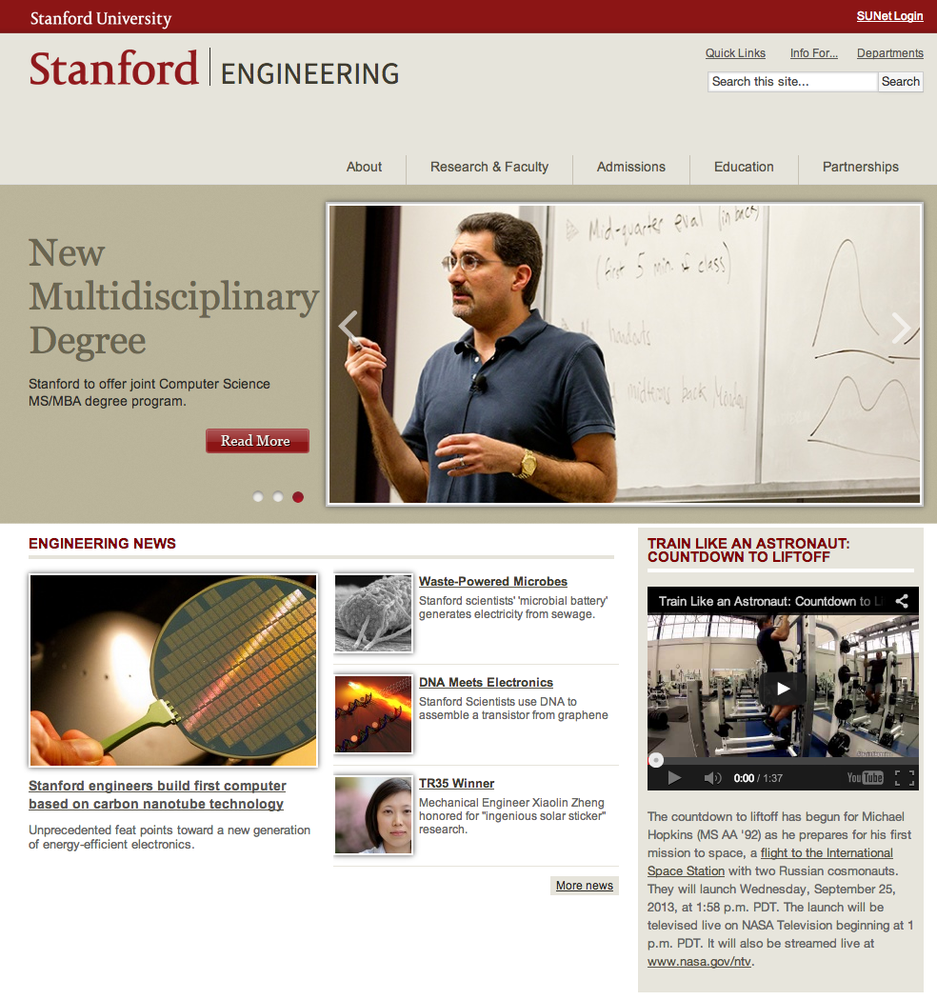 Stanford University
SUNet Login
Stanford ENGINEERING
Quick Links Info For... Departments
Search this site... Search
About Research & Faculty Admissions Education Partnerships
New
Multidisciplinary
Degree
Stanford to offer joint Computer Science
MS/MBA degree program.
Read More
Mid-quarter eval (in back)
(first 5 min. of class)
No handouts
midterms back Monday
ENGINEERING NEWS
Stanford engineers build first computer
based on carbon nanotube technology
Unprecedented feat points toward a new generation
of energy-efficient electronics.
Waste-Powered Microbes
Stanford scientists' 'microbial battery'
generates electricity from sewage.
DNA Meets Electronics
Stanford Scientists use DNA to
assemble a transistor from graphene
TR35 Winner
Mechanical Engineer Xiaolin Zheng
honored for "ingenious solar sticker"
research.
More news
TRAIN LIKE AN ASTRONAUT:
COUNTDOWN TO LIFTOFF
Train Like an Astronaut: Countdown to Li
0:00 / 1:37 YouTube
The countdown to liftoff has begun for Michael
Hopkins (MS AA '92) as he prepares for his first
mission to space, a flight to the International
Space Station with two Russian cosmonauts.
They will launch Wednesday, September 25,
2013, at 1:58 p.m. PDT. The launch will be
televised live on NASA Television beginning at 1
p.m. PDT. It will also be streamed live at
www.nasa.gov/ntv.